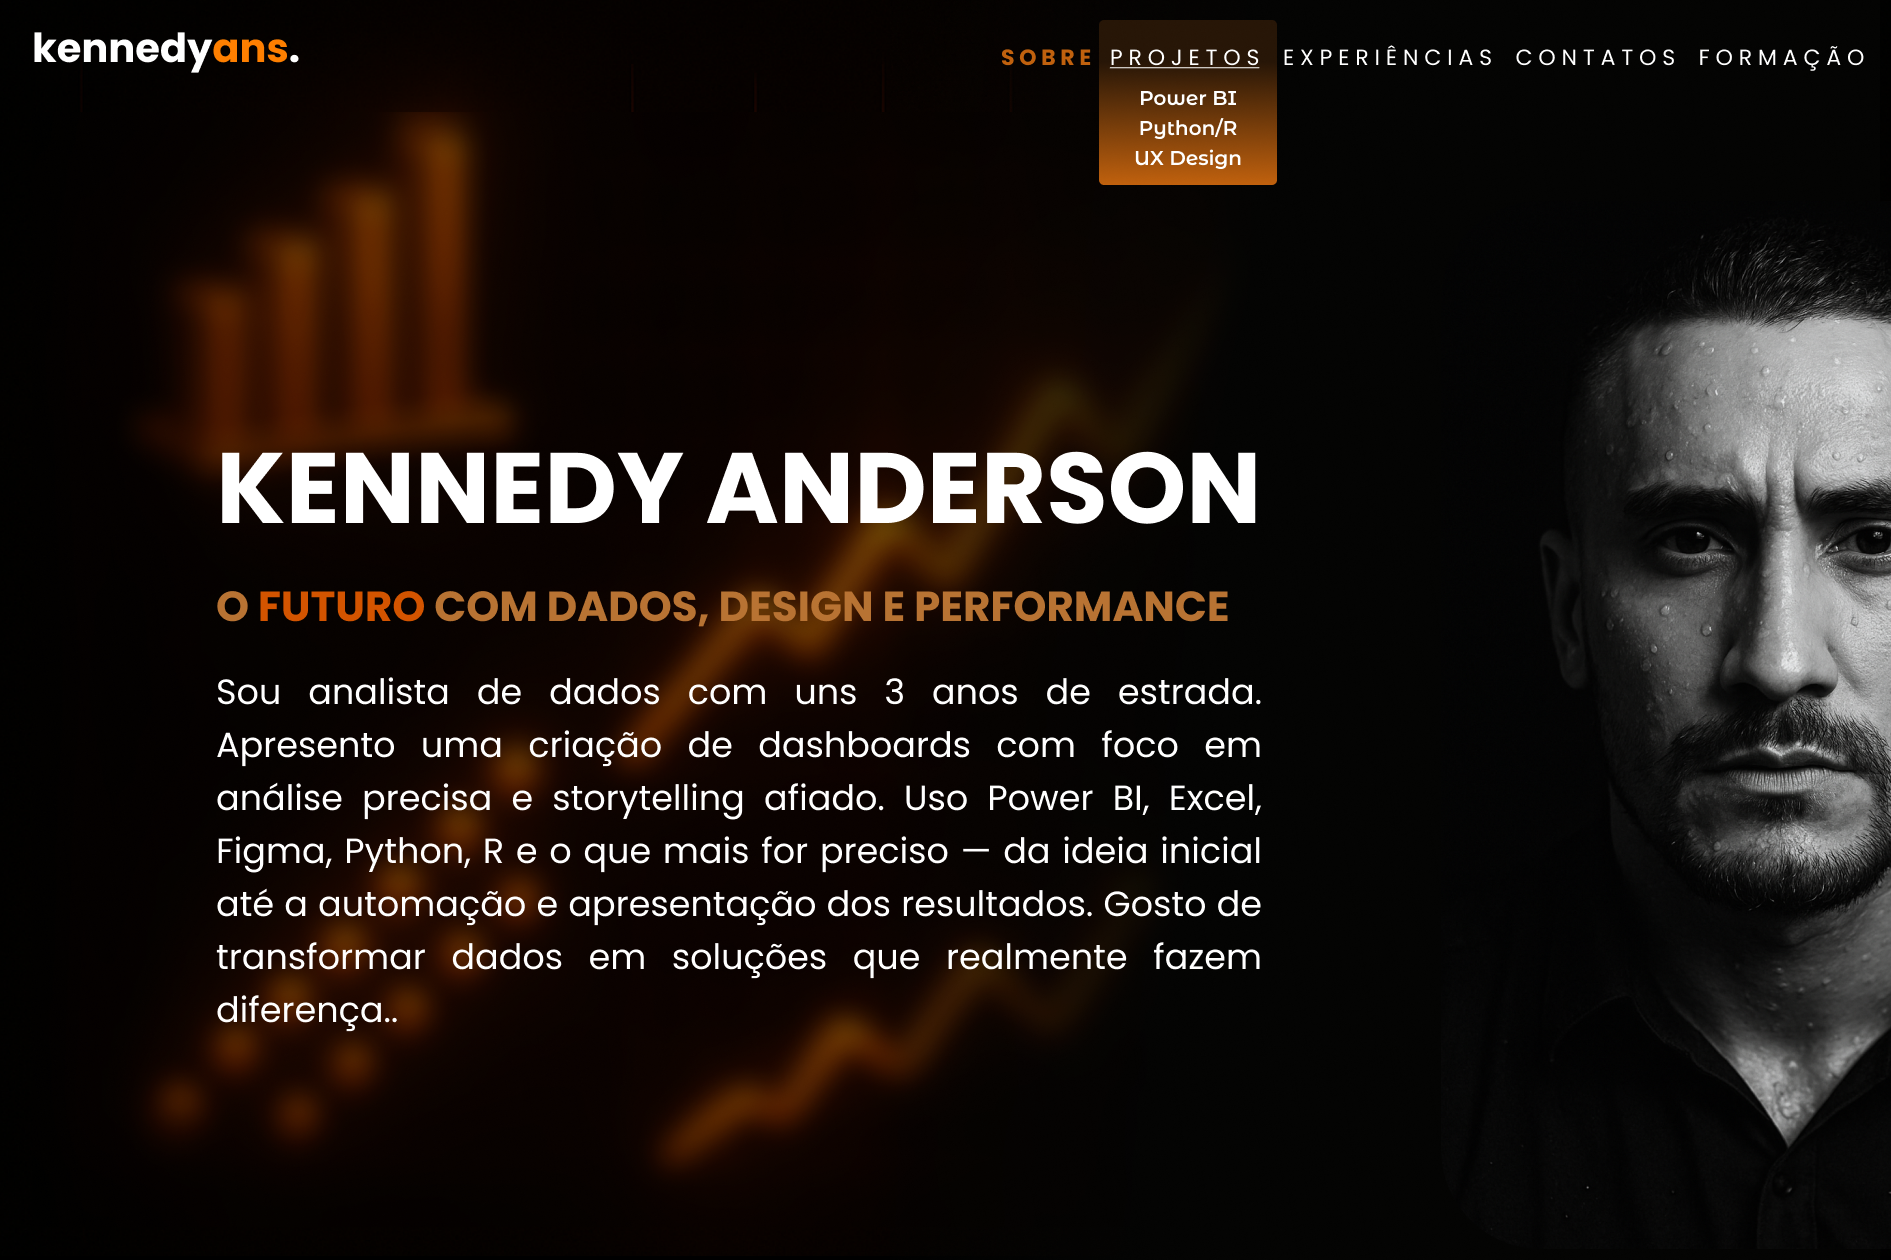 kennedyans.
SOBRE PROJETOS EXPERIÊNCIAS CONTATOS FORMAÇÃO
Power BI
Python/R
UX Design
KENNEDY ANDERSON
O FUTURO COM DADOS, DESIGN E PERFORMANCE
Sou analista de dados com uns 3 anos de estrada.
Apresento uma criação de dashboards com foco em
análise precisa e storytelling afiado. Uso Power BI, Excel,
Figma, Python, R e o que mais for preciso — da ideia inicial
até a automação e apresentação dos resultados. Gosto de
transformar dados em soluções que realmente fazem
diferença..